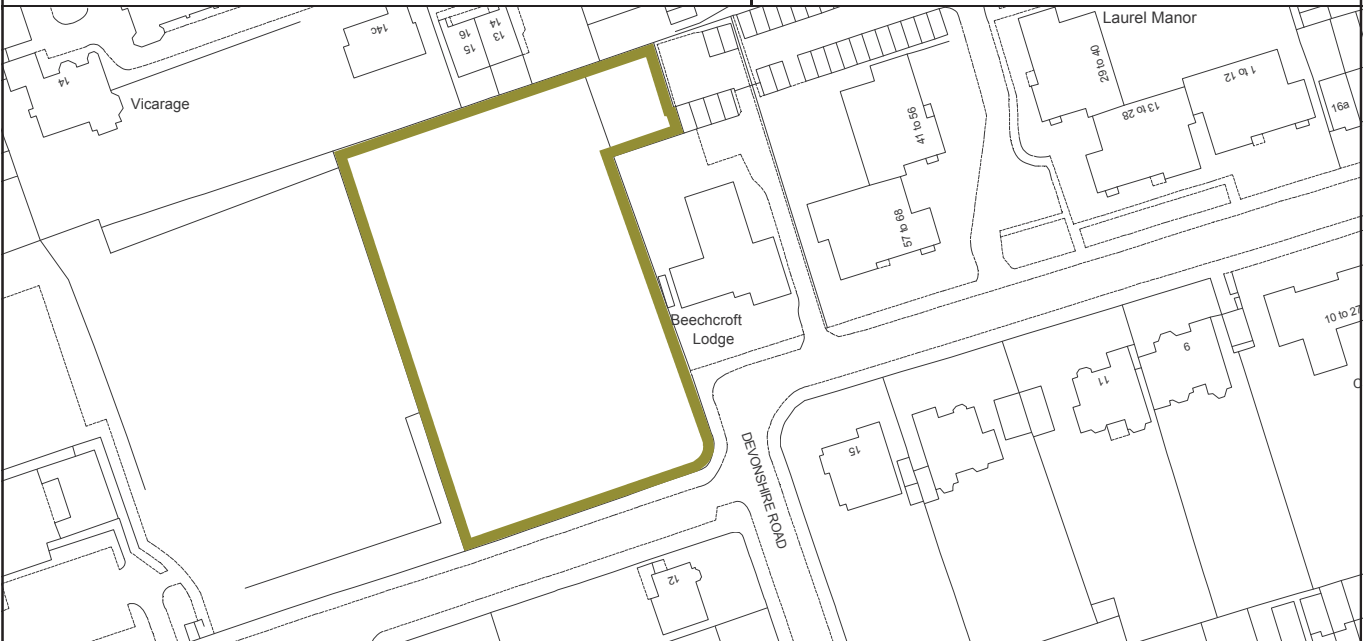 Laurel Manor
14c
16
15
14
13
14
Vicarage
29 to 40
1 to 12
13 to 28
16a
41 to 56
57 to 68
Beechcroft
Lodge
10 to 27
9
11
15
DEVONSHIRE ROAD
12